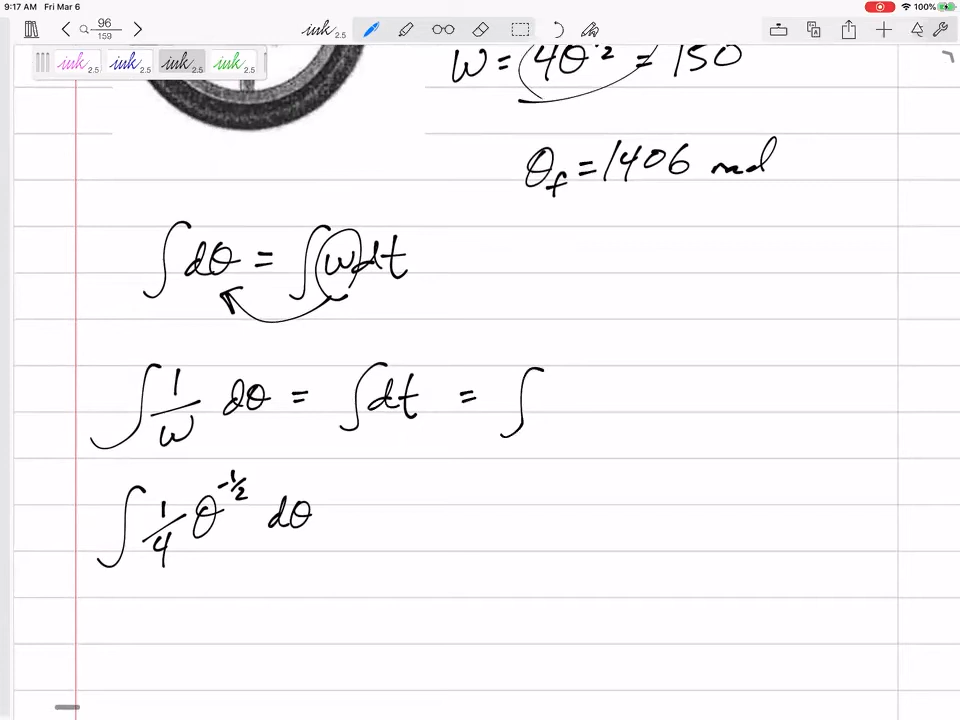 9:17 AM Fri Mar 6
100%
96
159
ink 2.5
ink 2.5 ink 2.5 ink 2.5 ink 2.5
ω = 4θ^1/2 = 150
θf = 1406 rad
∫dθ = ∫ωdt
∫ 1/ω dθ = ∫dt = ∫
∫ 1/4 θ^-1/2 dθ